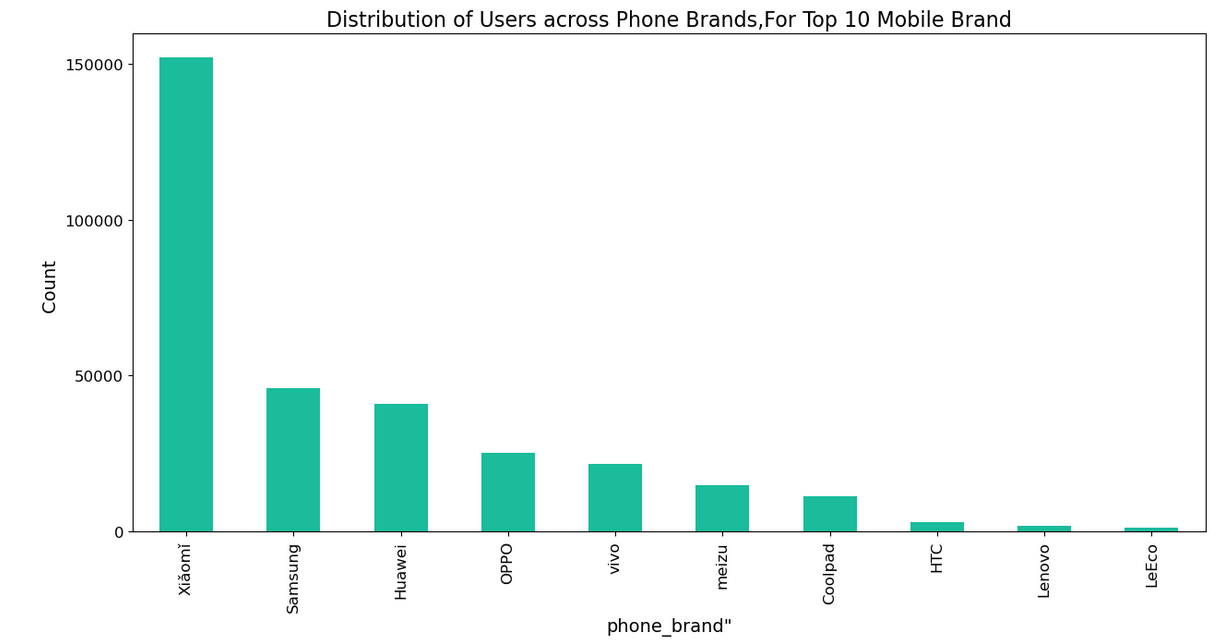 Distribution of Users across Phone Brands,For Top 10 Mobile Brand
150000
100000
50000
0
Count
Xiǎomǐ
Samsung
Huawei
OPPO
vivo
meizu
Coolpad
HTC
Lenovo
LeEco
phone_brand"